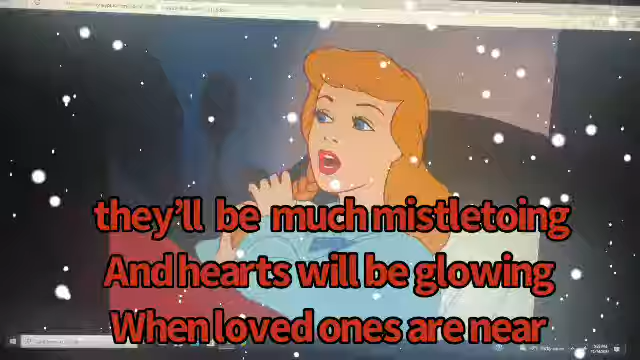 they’ll be much mistletoing
And hearts will be glowing
When loved ones are near